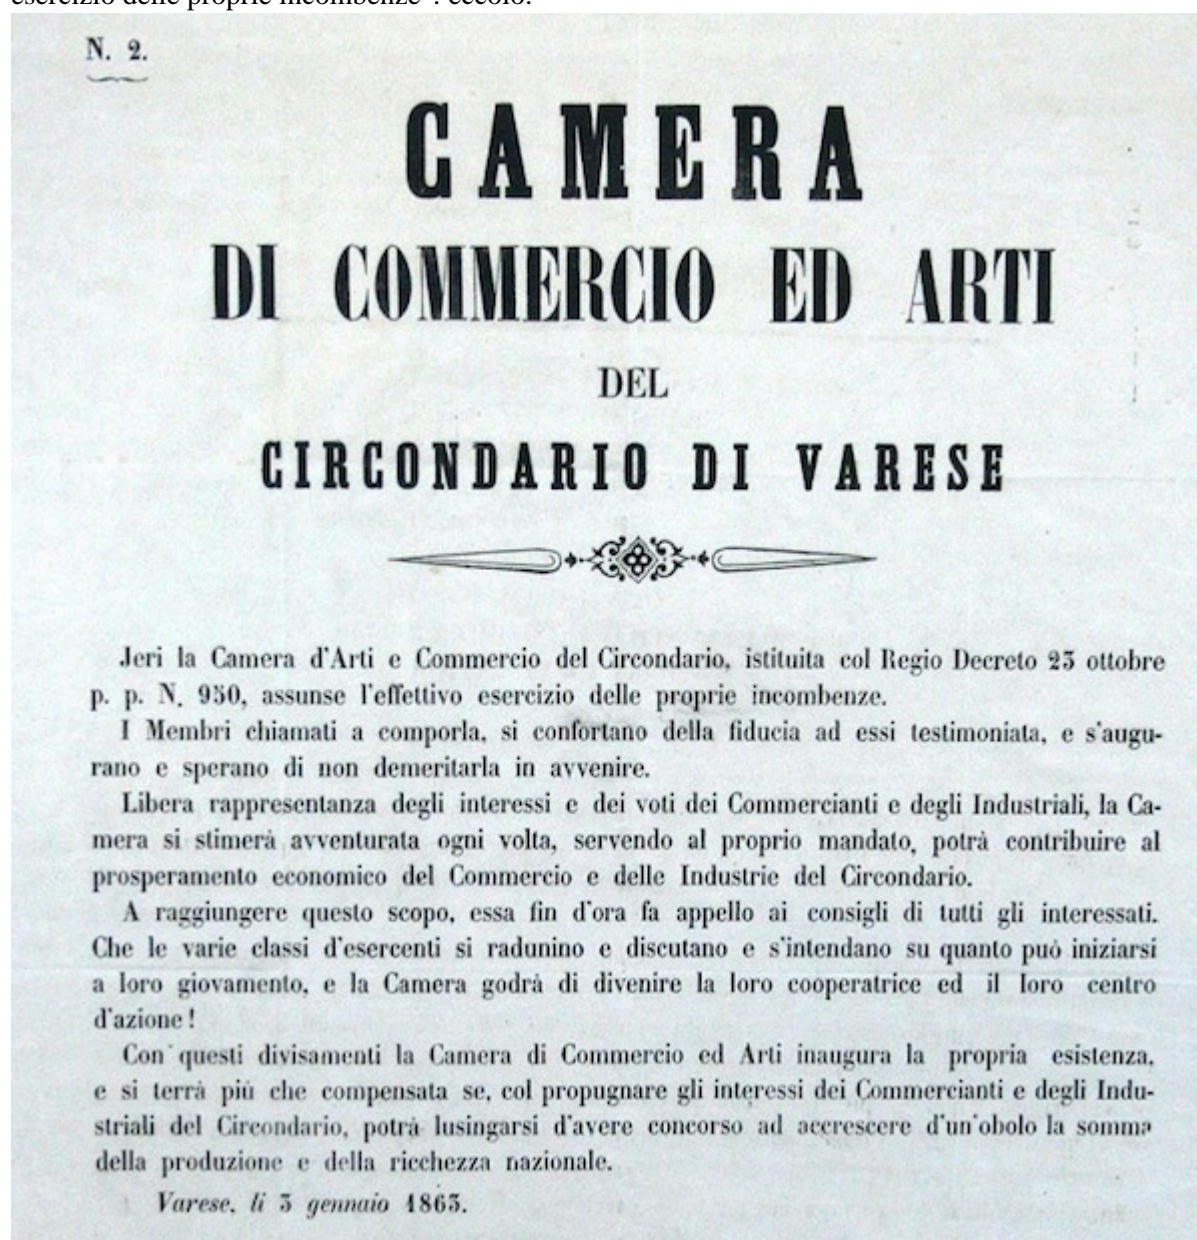 esercizio delle proprie incombenze". eccolo:
N. 2.
CAMERA
DI COMMERCIO ED ARTI
DEL
CIRCONDARIO DI VARESE
Jeri la Camera d'Arti e Commercio del Circondario, istituita col Regio Decreto 23 ottobre
p. p. N. 950, assunse l'effettivo esercizio delle proprie incombenze.
I Membri chiamati a comporla, si confortano della fiducia ad essi testimoniata, e s'augu-
rano e sperano di non demeritarla in avvenire.
Libera rappresentanza degli interessi e dei voti dei Commercianti e degli Industriali, la Ca-
mera si stimerà avventurata ogni volta, servendo al proprio mandato, potrà contribuire al
prosperamento economico del Commercio e delle Industrie del Circondario.
A raggiungere questo scopo, essa fin d'ora fa appello ai consigli di tutti gli interessati.
Che le varie classi d'esercenti si radunino e discutano e s'intendano su quanto può iniziarsi
a loro giovamento, e la Camera godrà di divenire la loro cooperatrice ed il loro centro
d'azione!
Con questi divisamenti la Camera di Commercio ed Arti inaugura la propria esistenza,
e si terrà più che compensata se, col propugnare gli interessi dei Commercianti e degli Indu-
striali del Circondario, potrà lusingarsi d'avere concorso ad accrescere d'un'obolo la somma
della produzione e della ricchezza nazionale.
Varese, li 3 gennaio 1863.